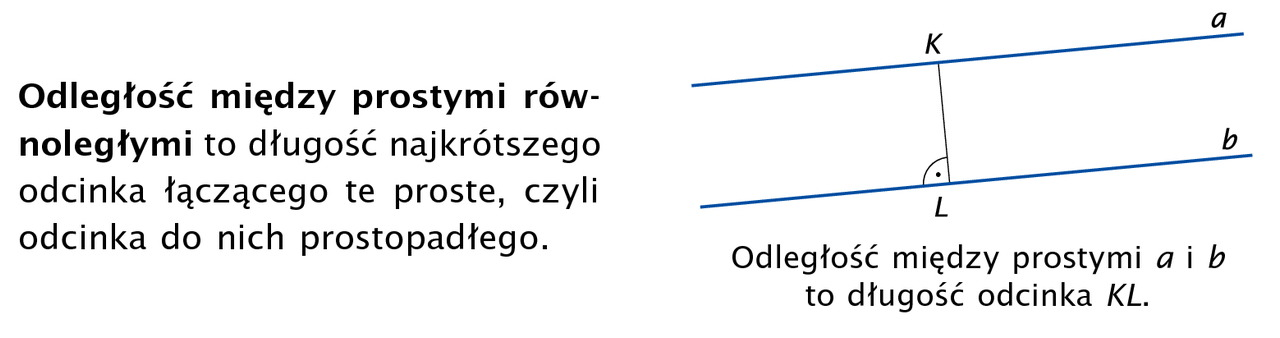 Odległość między prostymi rów-
noległymi to długość najkrótszego
odcinka łączącego te proste, czyli
odcinka do nich prostopadłego.
a
K
b
L
Odległość między prostymi a i b
to długość odcinka KL.